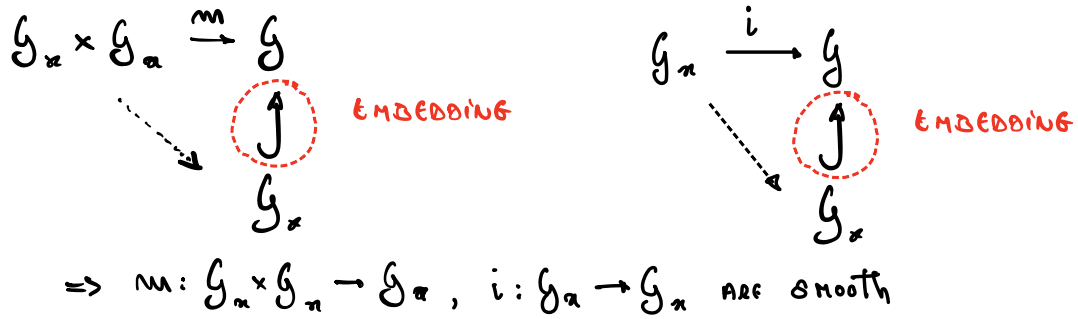 𝒢ₓ × 𝒢ₓ —m→ 𝒢    𝒢ₓ —i→ 𝒢
EMBEDDING    EMBEDDING
𝒢ₓ    𝒢ₓ
=> m: 𝒢ₓ × 𝒢ₓ → 𝒢ₓ, i: 𝒢ₓ → 𝒢ₓ ARE SMOOTH